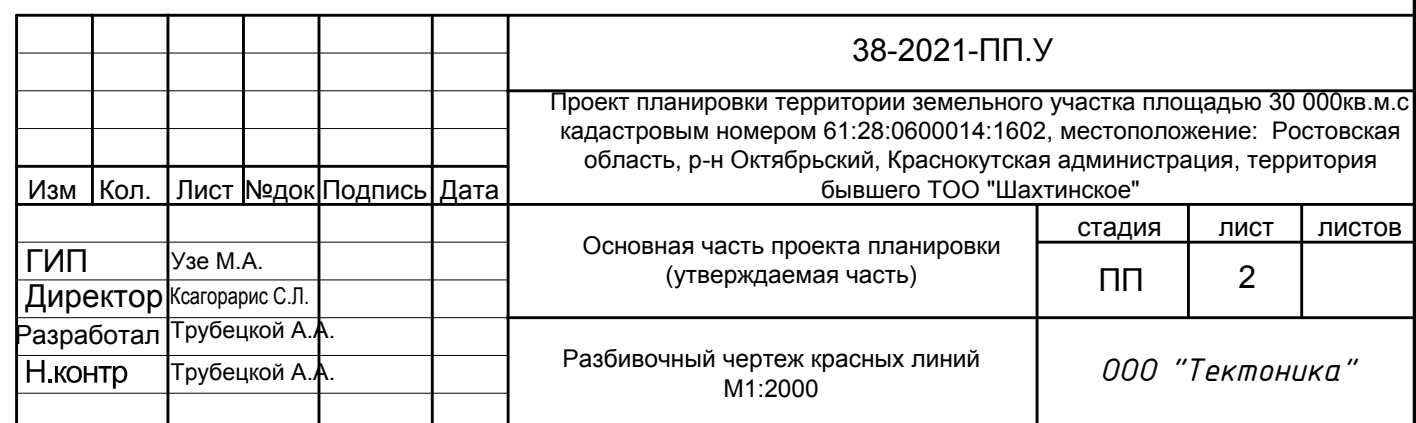 38-2021-ПП.У
Проект планировки территории земельного участка площадью 30 000кв.м.с
кадастровым номером 61:28:0600014:1602, местоположение: Ростовская
область, р-н Октябрьский, Краснокутская администрация, территория
бывшего ТОО "Шахтинское"
Изм Кол. Лист №док Подпись Дата
Основная часть проекта планировки
(утверждаемая часть)
стадия лист листов
ПП 2
ГИП Узе М.А.
Директор Ксагорарис С.Л.
Разработал Трубецкой А.А.
Н.контр Трубецкой А.А.
Разбивочный чертеж красных линий
М1:2000
ООО "Тектоника"